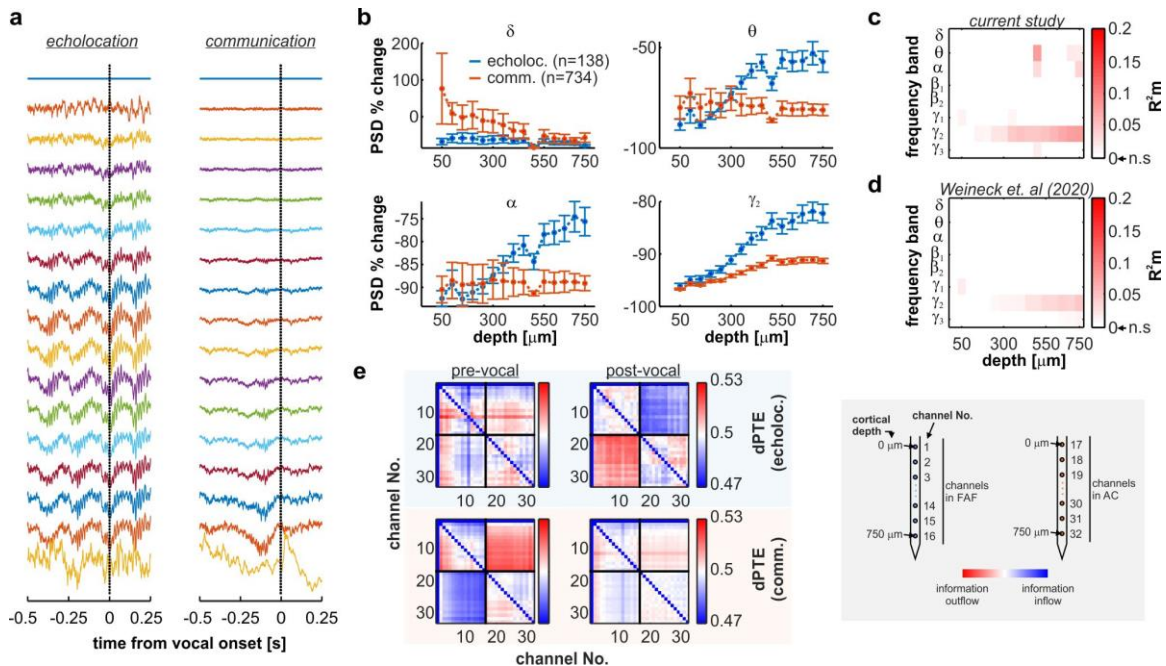 a
echolocation
communication
-0.5 -0.25 0 0.25
-0.5 -0.25 0 0.25
time from vocal onset [s]
b
δ
PSD % change
200
100
0
50 300 550 750
echoloc. (n=138)
comm. (n=734)
θ
-50
-100
50 300 550 750
α
PSD % change
-75
-80
-85
-90
50 300 550 750
depth [μm]
γ2
-80
-100
50 300 550 750
depth [μm]
c
current study
frequency band
δ
θ
α
β1
β2
γ1
γ2
γ3
0.2
0.15
0.1
0.05
0 n.s
R²m
d
Weineck et. al (2020)
frequency band
δ
θ
α
β1
β2
γ1
γ2
γ3
50 300 550 750
depth [μm]
0.2
0.15
0.1
0.05
0 n.s
R²m
e
pre-vocal
post-vocal
channel No.
10
20
30
10 20 30
10
20
30
10 20 30
0.53
0.5
0.47
dPTE
(echoloc.)
0.53
0.5
0.47
dPTE
(comm.)
channel No.
cortical depth
channel No.
0 μm
1
2
3
14
15
750 μm
16
channels
in FAF
0 μm
17
18
19
30
31
750 μm
32
channels
in AC
information
outflow
information
inflow